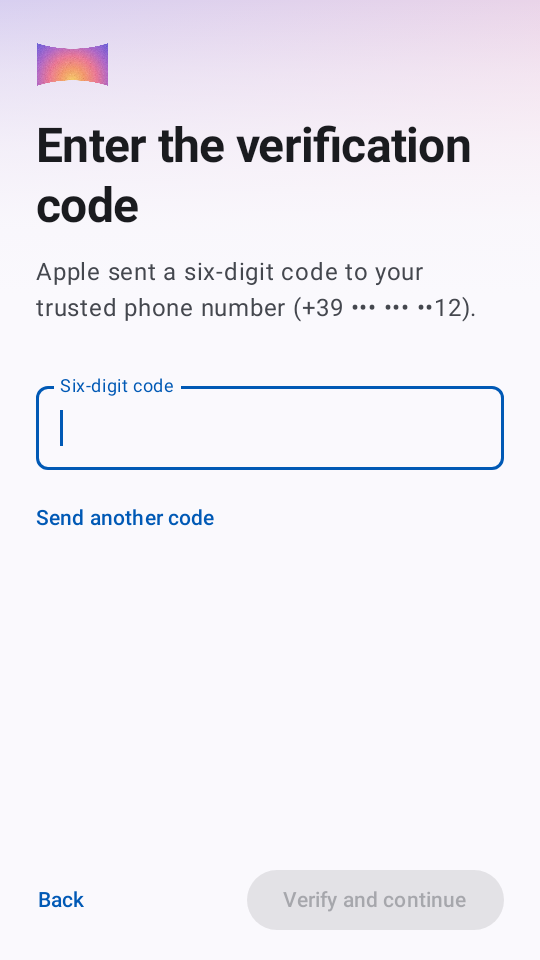 Enter the verification
code
Apple sent a six-digit code to your
trusted phone number (+39 ••• ••• ••12).
Six-digit code
Send another code
Back
Verify and continue